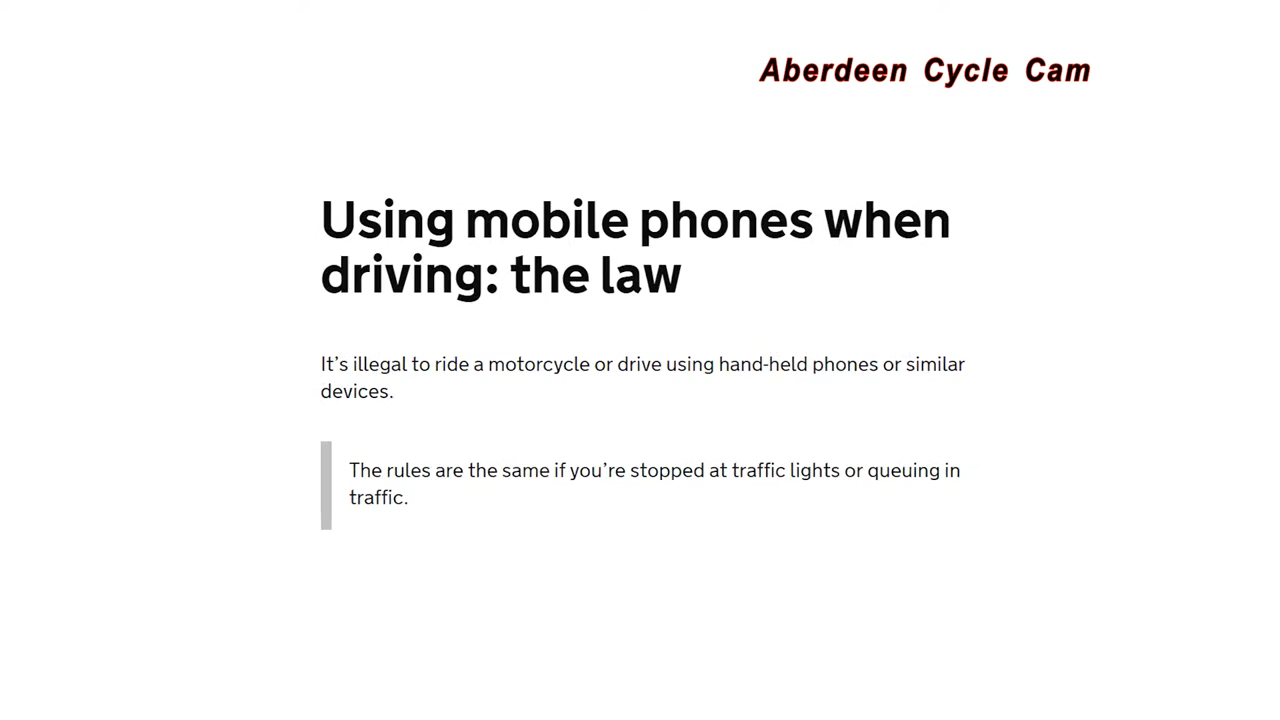 Aberdeen Cycle Cam
Using mobile phones when
driving: the law
It’s illegal to ride a motorcycle or drive using hand-held phones or similar
devices.
The rules are the same if you’re stopped at traffic lights or queuing in
traffic.